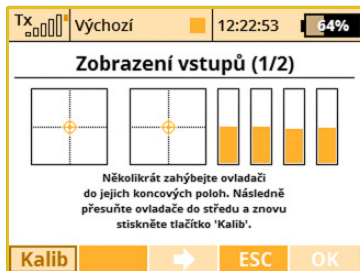 Tx Výchozí 12:22:53 64%
Zobrazení vstupů (1/2)
Několikrát zahýbejte ovladači
do jejich koncových poloh. Následně
přesuňte ovladače do středu a znovu
stiskněte tlačítko 'Kalib'.
Kalib ESC OK